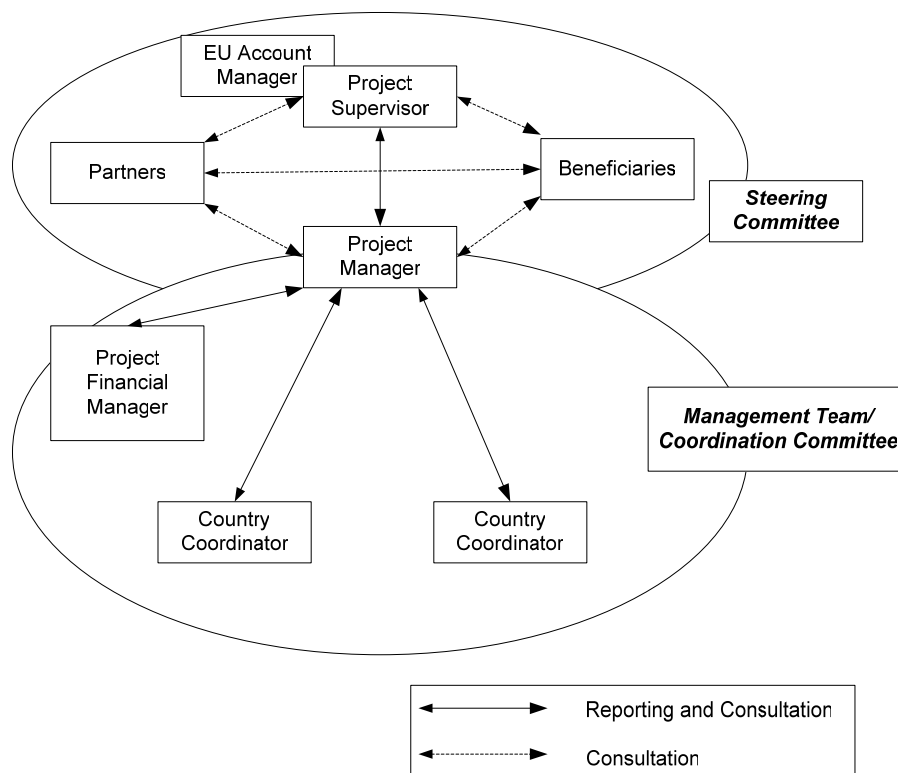 EU Account
Manager
Project
Supervisor
Partners
Beneficiaries
Steering
Committee
Project
Manager
Project
Financial
Manager
Management Team/
Coordination Committee
Country
Coordinator
Country
Coordinator
Reporting and Consultation
Consultation